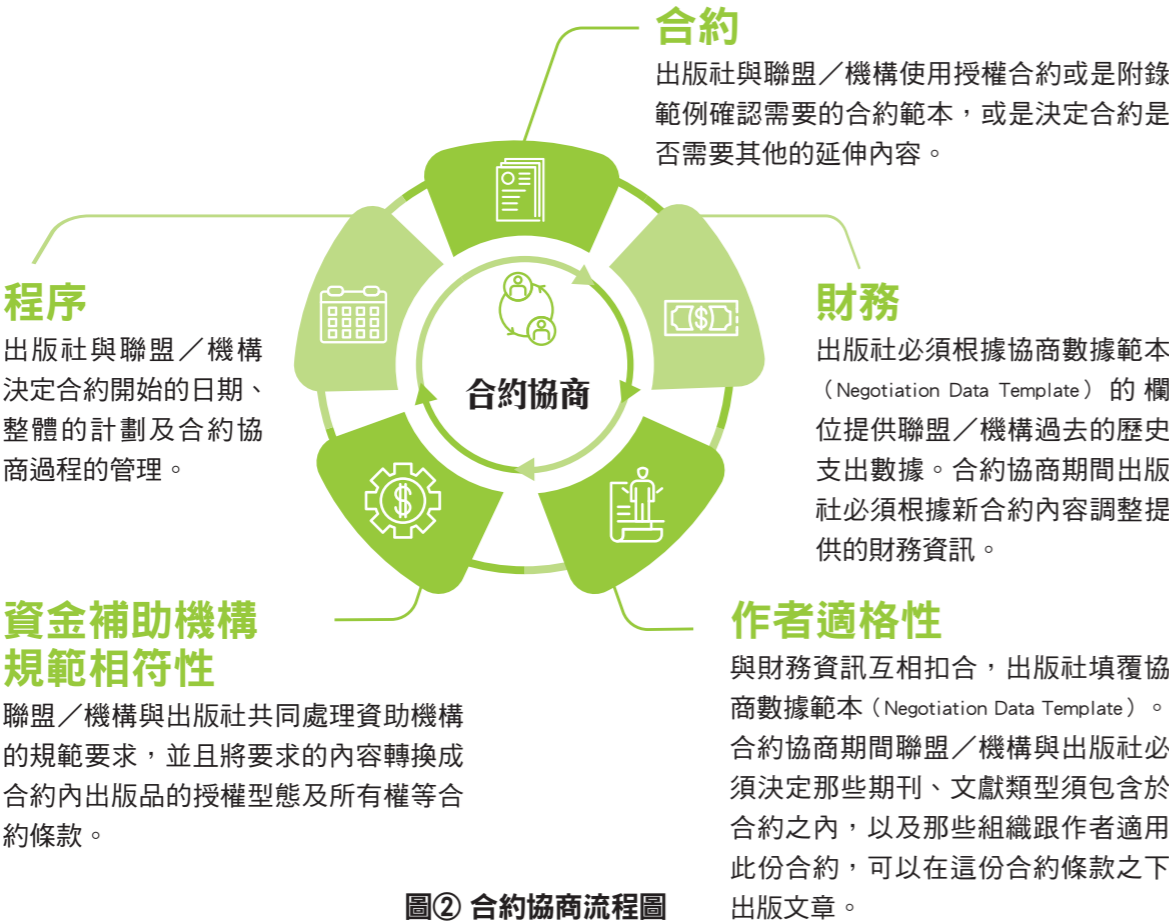 合約
出版社與聯盟／機構使用授權合約或是附錄
範例確認需要的合約範本，或是決定合約是
否需要其他的延伸內容。
程序
出版社與聯盟／機構
決定合約開始的日期、
整體的計劃及合約協
商過程的管理。
合約協商
財務
出版社必須根據協商數據範本
（Negotiation Data Template）的欄
位提供聯盟／機構過去的歷史
支出數據。合約協商期間出版
社必須根據新合約內容調整提
供的財務資訊。
資金補助機構
規範相符性
聯盟／機構與出版社共同處理資助機構
的規範要求，並且將要求的內容轉換成
合約內出版品的授權型態及所有權等合
約條款。
作者適格性
與財務資訊互相扣合，出版社填覆協
商數據範本（Negotiation Data Template）。
合約協商期間聯盟／機構與出版社必
須決定那些期刊、文獻類型須包含於
合約之內，以及那些組織跟作者適用
此份合約，可以在這份合約條款之下
出版文章。
圖② 合約協商流程圖